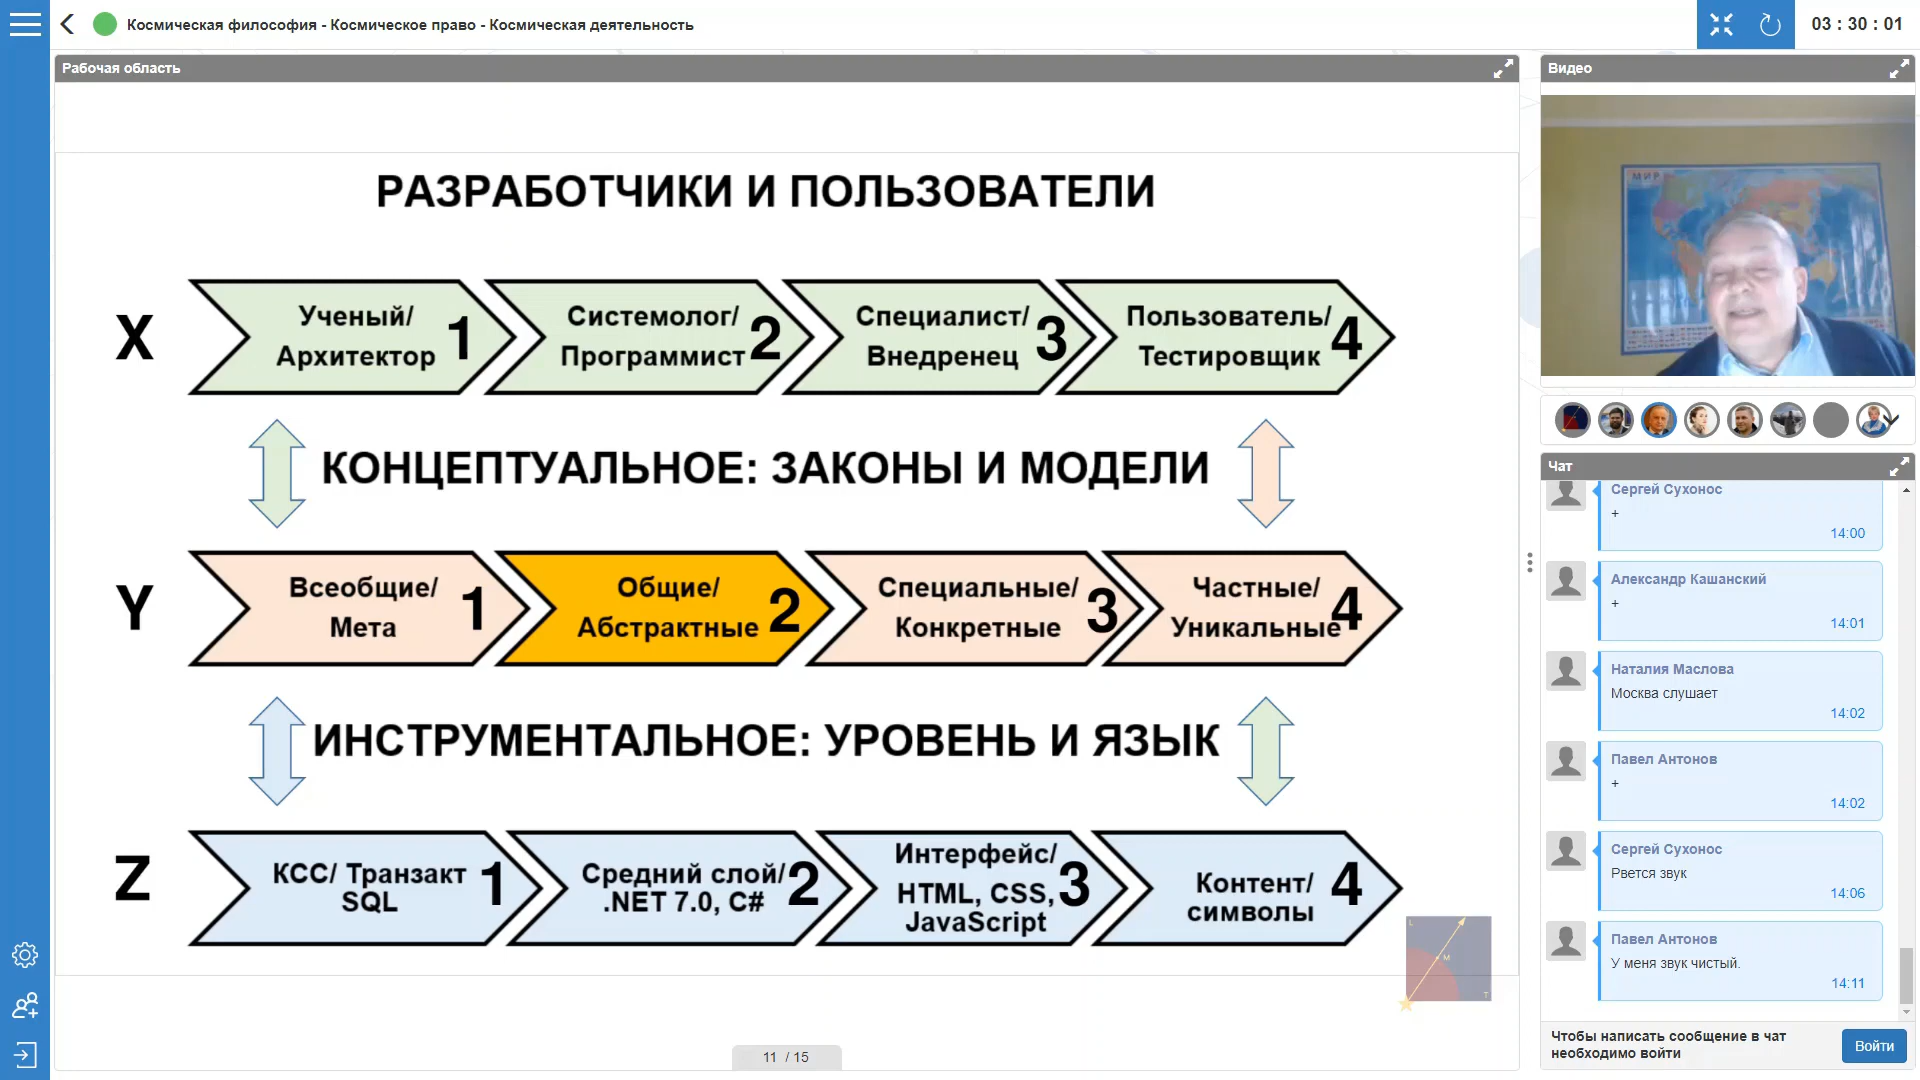 Космическая философия - Космическое право - Космическая деятельность
03 : 30 : 01
Рабочая область
РАЗРАБОТЧИКИ И ПОЛЬЗОВАТЕЛИ
X
Ученый/
Архитектор
1
Системолог/
Программист
2
Специалист/
Внедренец
3
Пользователь/
Тестировщик
4
КОНЦЕПТУАЛЬНОЕ: ЗАКОНЫ И МОДЕЛИ
Y
Всеобщие/
Мета
1
Общие/
Абстрактные
2
Специальные/
Конкретные
3
Частные/
Уникальные
4
ИНСТРУМЕНТАЛЬНОЕ: УРОВЕНЬ И ЯЗЫК
Z
КСС/ Транзакт
SQL
1
Средний слой/
.NET 7.0, C#
2
Интерфейс/
HTML, CSS,
JavaScript
3
Контент/
символы
4
L
M
T
11 / 15
Видео
МИР
Чат
Сергей Сухонос
+
14:00
Александр Кашанский
+
14:01
Наталия Маслова
Москва слушает
14:02
Павел Антонов
+
14:02
Сергей Сухонос
Рвется звук
14:06
Павел Антонов
У меня звук чистый.
14:11
Чтобы написать сообщение в чат
необходимо войти
Войти